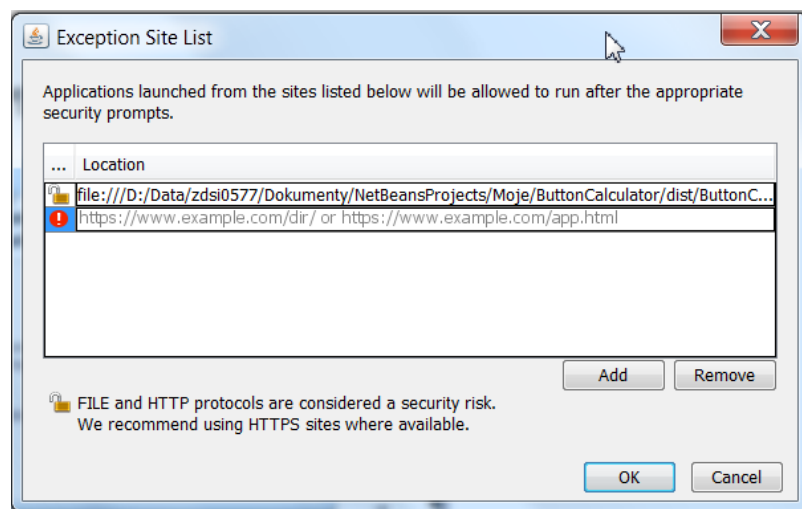 Exception Site List
Applications launched from the sites listed below will be allowed to run after the appropriate
security prompts.
... Location
file:///D:/Data/zdsi0577/Dokumenty/NetBeansProjects/Moje/ButtonCalculator/dist/ButtonC...
https://www.example.com/dir/ or https://www.example.com/app.html
Add Remove
FILE and HTTP protocols are considered a security risk.
We recommend using HTTPS sites where available.
OK Cancel